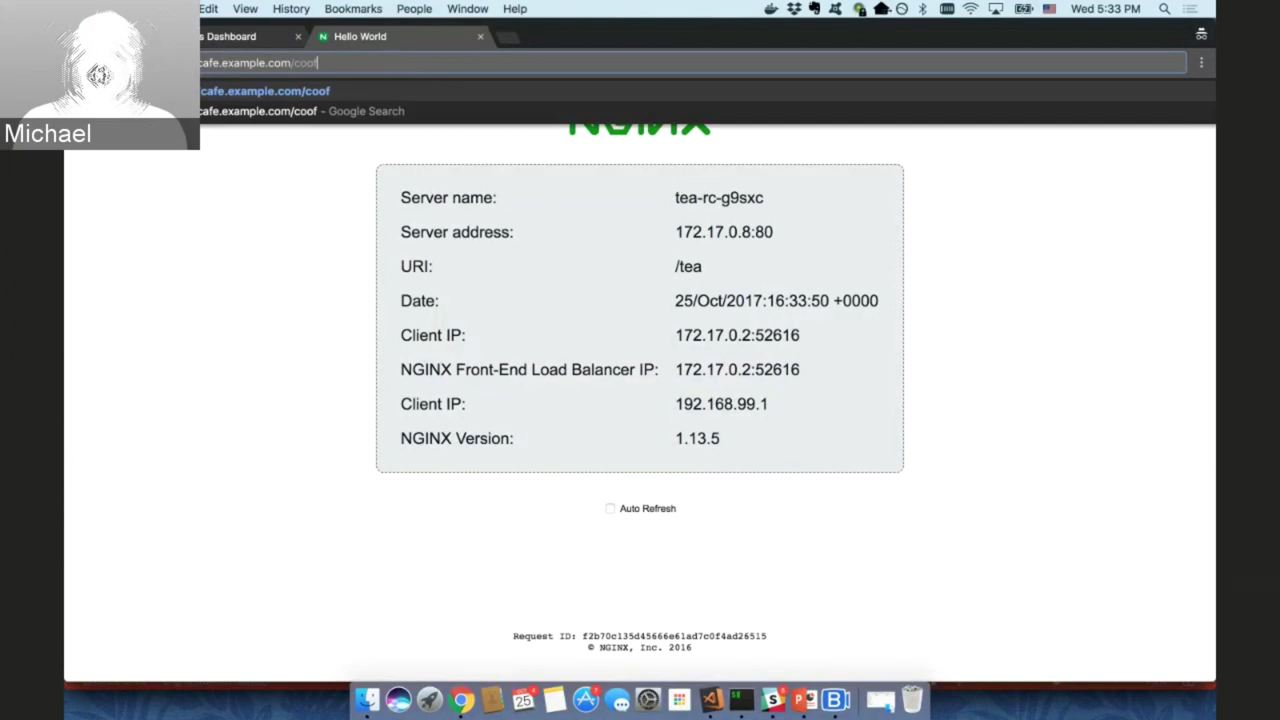 Edit View History Bookmarks People Window Help Wed 5:33 PM
s Dashboard Hello World
cafe.example.com/coof
cafe.example.com/coof
cafe.example.com/coof - Google Search
Michael
NGINX
Server name: tea-rc-g9sxc
Server address: 172.17.0.8:80
URI: /tea
Date: 25/Oct/2017:16:33:50 +0000
Client IP: 172.17.0.2:52616
NGINX Front-End Load Balancer IP: 172.17.0.2:52616
Client IP: 192.168.99.1
NGINX Version: 1.13.5
Auto Refresh
Request ID: f2b70c135d45666e61ad7c0f4ad26515
© NGINX, Inc. 2016
25